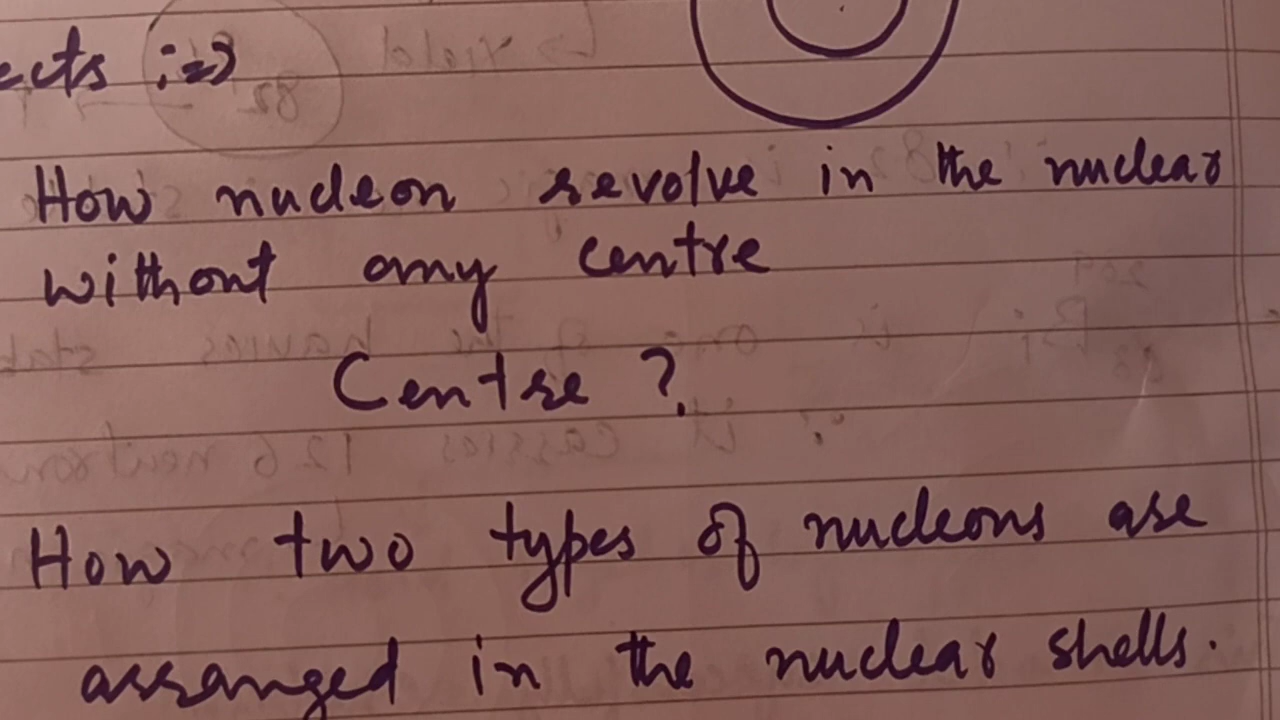 ects :=>
How nucleon revolve in the nuclear
without any centre
Centre ?
How two types of nucleons are
arranged in the nuclear shells.